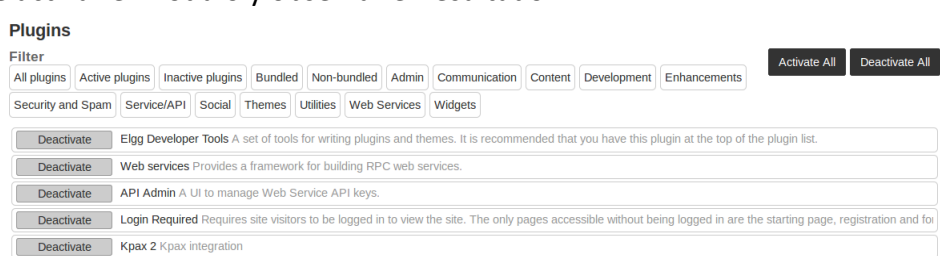 Plugins
Filter
Activate All Deactivate All
All plugins Active plugins Inactive plugins Bundled Non-bundled Admin Communication Content Development Enhancements
Security and Spam Service/API Social Themes Utilities Web Services Widgets
Deactivate Elgg Developer Tools A set of tools for writing plugins and themes. It is recommended that you have this plugin at the top of the plugin list.
Deactivate Web services Provides a framework for building RPC web services.
Deactivate API Admin A UI to manage Web Service API keys.
Deactivate Login Required Requires site visitors to be logged in to view the site. The only pages accessible without being logged in are the starting page, registration and
Deactivate Kpax 2 Kpax integration